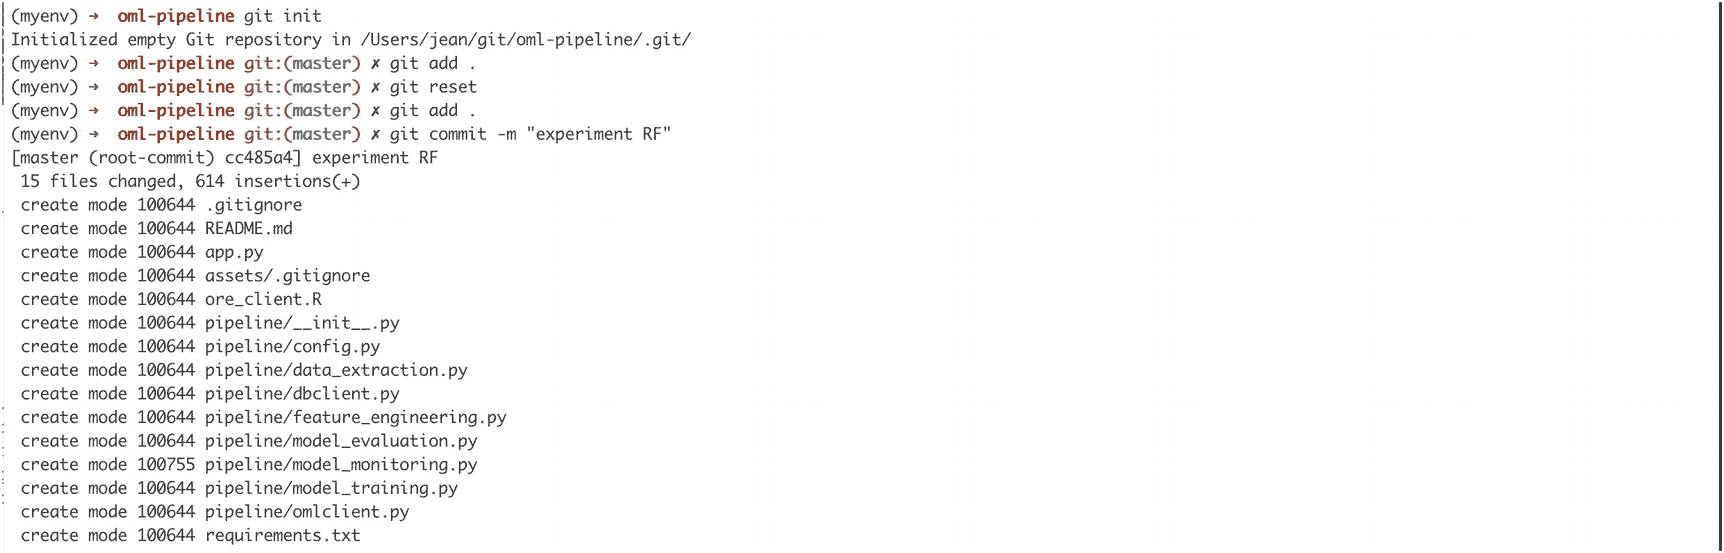 (myenv) ➜  oml-pipeline git init
Initialized empty Git repository in /Users/jean/git/oml-pipeline/.git/
(myenv) ➜  oml-pipeline git:(master) ✗ git add .
(myenv) ➜  oml-pipeline git:(master) ✗ git reset
(myenv) ➜  oml-pipeline git:(master) ✗ git add .
(myenv) ➜  oml-pipeline git:(master) ✗ git commit -m "experiment RF"
[master (root-commit) cc485a4] experiment RF
 15 files changed, 614 insertions(+)
 create mode 100644 .gitignore
 create mode 100644 README.md
 create mode 100644 app.py
 create mode 100644 assets/.gitignore
 create mode 100644 ore_client.R
 create mode 100644 pipeline/__init__.py
 create mode 100644 pipeline/config.py
 create mode 100644 pipeline/data_extraction.py
 create mode 100644 pipeline/dbclient.py
 create mode 100644 pipeline/feature_engineering.py
 create mode 100644 pipeline/model_evaluation.py
 create mode 100755 pipeline/model_monitoring.py
 create mode 100644 pipeline/model_training.py
 create mode 100644 pipeline/omlclient.py
 create mode 100644 requirements.txt